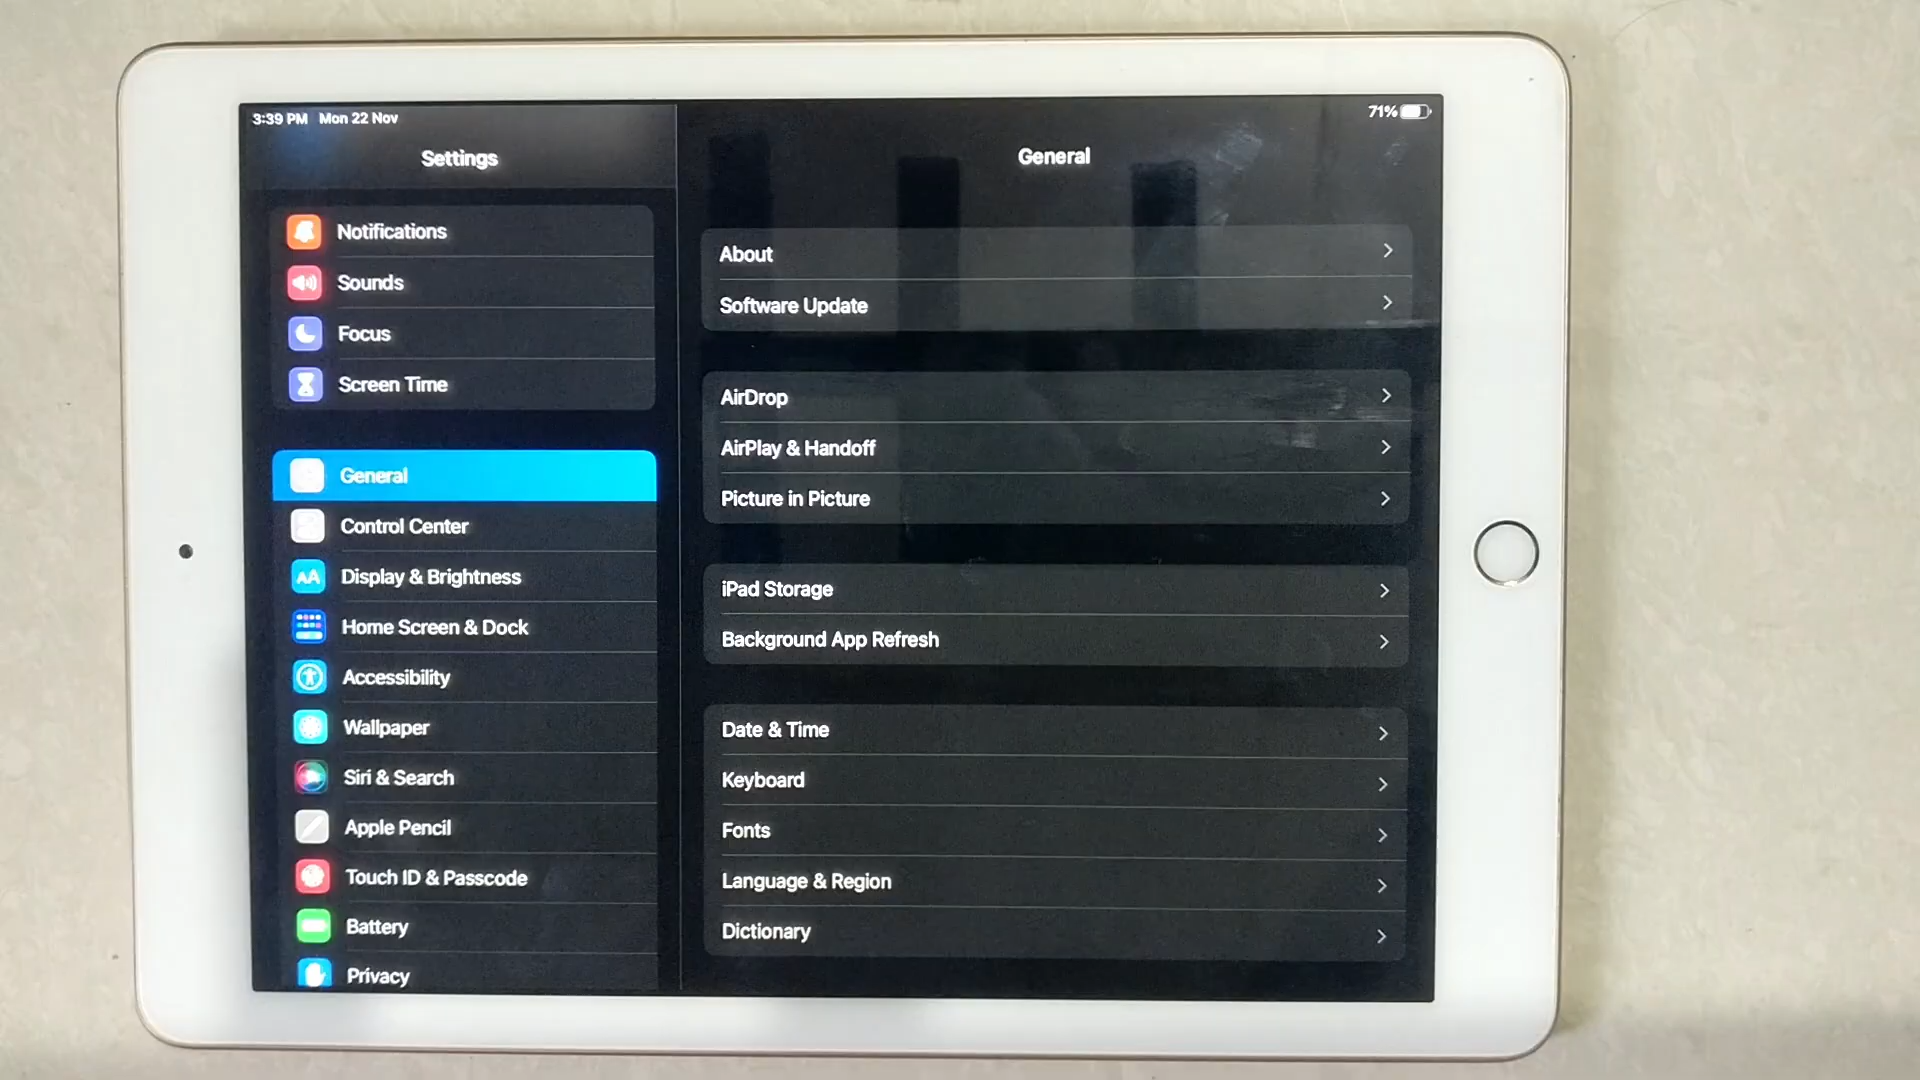 3:39 PM Mon 22 Nov
71%
Settings
Notifications
Sounds
Focus
Screen Time
General
Control Center
AA Display & Brightness
Home Screen & Dock
Accessibility
Wallpaper
Siri & Search
Apple Pencil
Touch ID & Passcode
Battery
Privacy
General
About
Software Update
AirDrop
AirPlay & Handoff
Picture in Picture
iPad Storage
Background App Refresh
Date & Time
Keyboard
Fonts
Language & Region
Dictionary